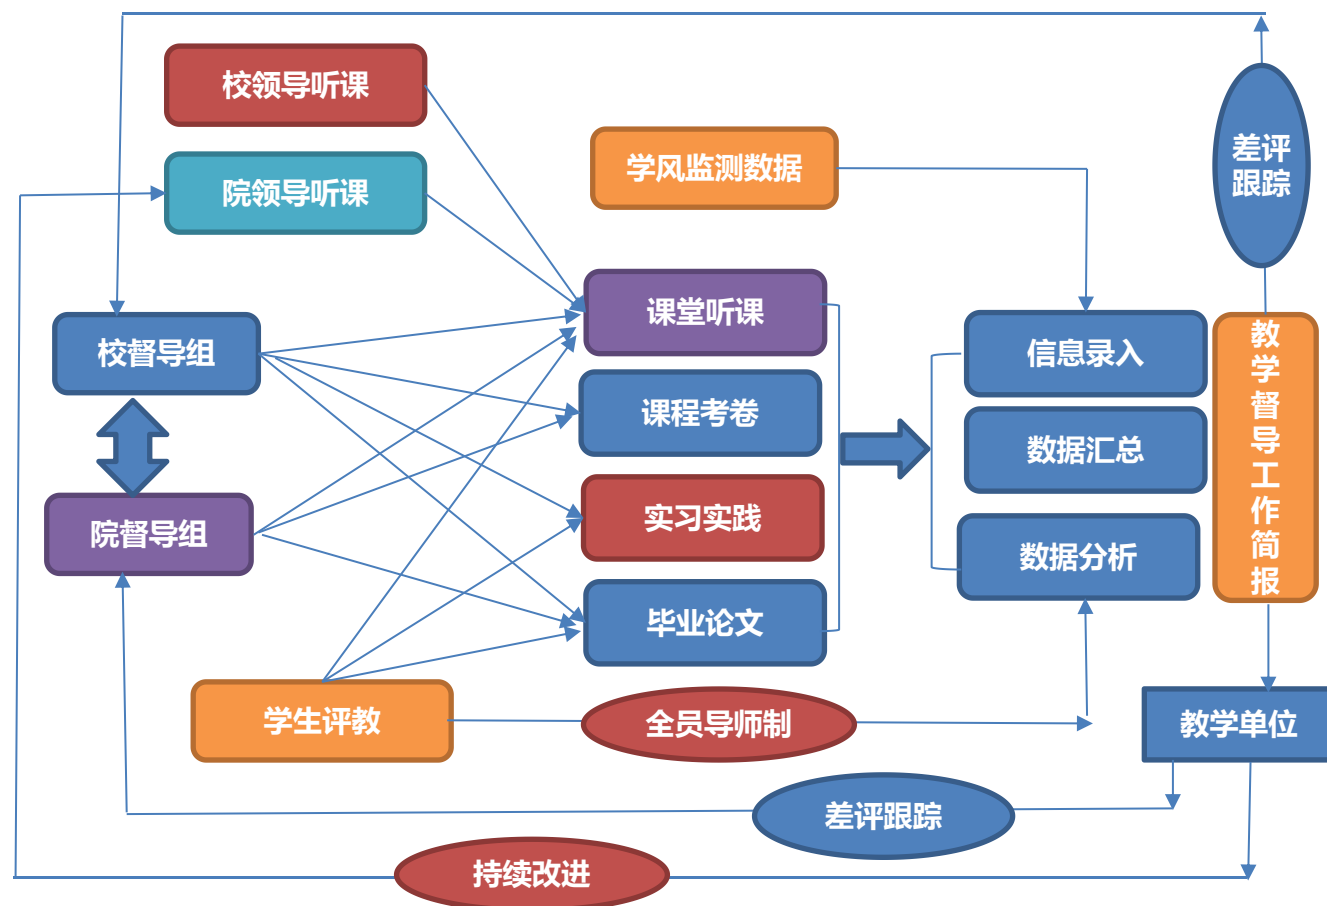 校领导听课
院领导听课
学风监测数据
差评
跟踪
课堂听课
校督导组
课程考卷
院督导组
实习实践
毕业论文
信息录入
数据汇总
数据分析
教
学
督
导
工
作
简
报
学生评教
全员导师制
教学单位
差评跟踪
持续改进